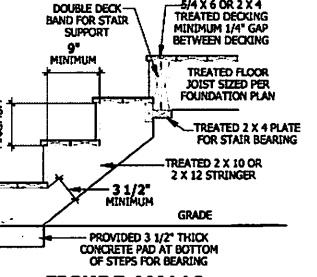 DOUBLE DECK
BAND FOR STAIR
SUPPORT
5/4 X 6 OR 2 X 4
TREATED DECKING
MINIMUM 1/4" GAP
BETWEEN DECKING
9"
MINIMUM
TREATED FLOOR
JOIST SIZED PER
FOUNDATION PLAN
TREATED 2 X 4 PLATE
FOR STAIR BEARING
TREATED 2 X 10 OR
2 X 12 STRINGER
3 1/2"
MINIMUM
GRADE
PROVIDED 3 1/2" THICK
CONCRETE PAD AT BOTTOM
OF STEPS FOR BEARING